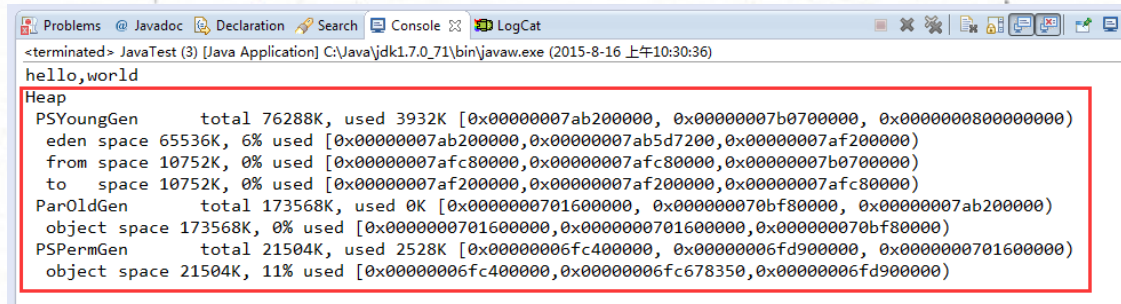 Problems @ Javadoc Declaration Search Console LogCat
<terminated> JavaTest (3) [Java Application] C:\Java\jdk1.7.0_71\bin\javaw.exe (2015-8-16 上午10:30:36)
hello,world
Heap
PSYoungGen total 76288K, used 3932K [0x00000007ab200000, 0x00000007b0700000, 0x0000000800000000)
eden space 65536K, 6% used [0x00000007ab200000,0x00000007ab5d7200,0x00000007af200000)
from space 10752K, 0% used [0x00000007afc80000,0x00000007afc80000,0x00000007b0700000)
to space 10752K, 0% used [0x00000007af200000,0x00000007af200000,0x00000007afc80000)
ParOldGen total 173568K, used 0K [0x0000000701600000, 0x000000070bf80000, 0x00000007ab200000)
object space 173568K, 0% used [0x0000000701600000,0x0000000701600000,0x000000070bf80000)
PSPermGen total 21504K, used 2528K [0x00000006fc400000, 0x00000006fd900000, 0x0000000701600000)
object space 21504K, 11% used [0x00000006fc400000,0x00000006fc678350,0x00000006fd900000)